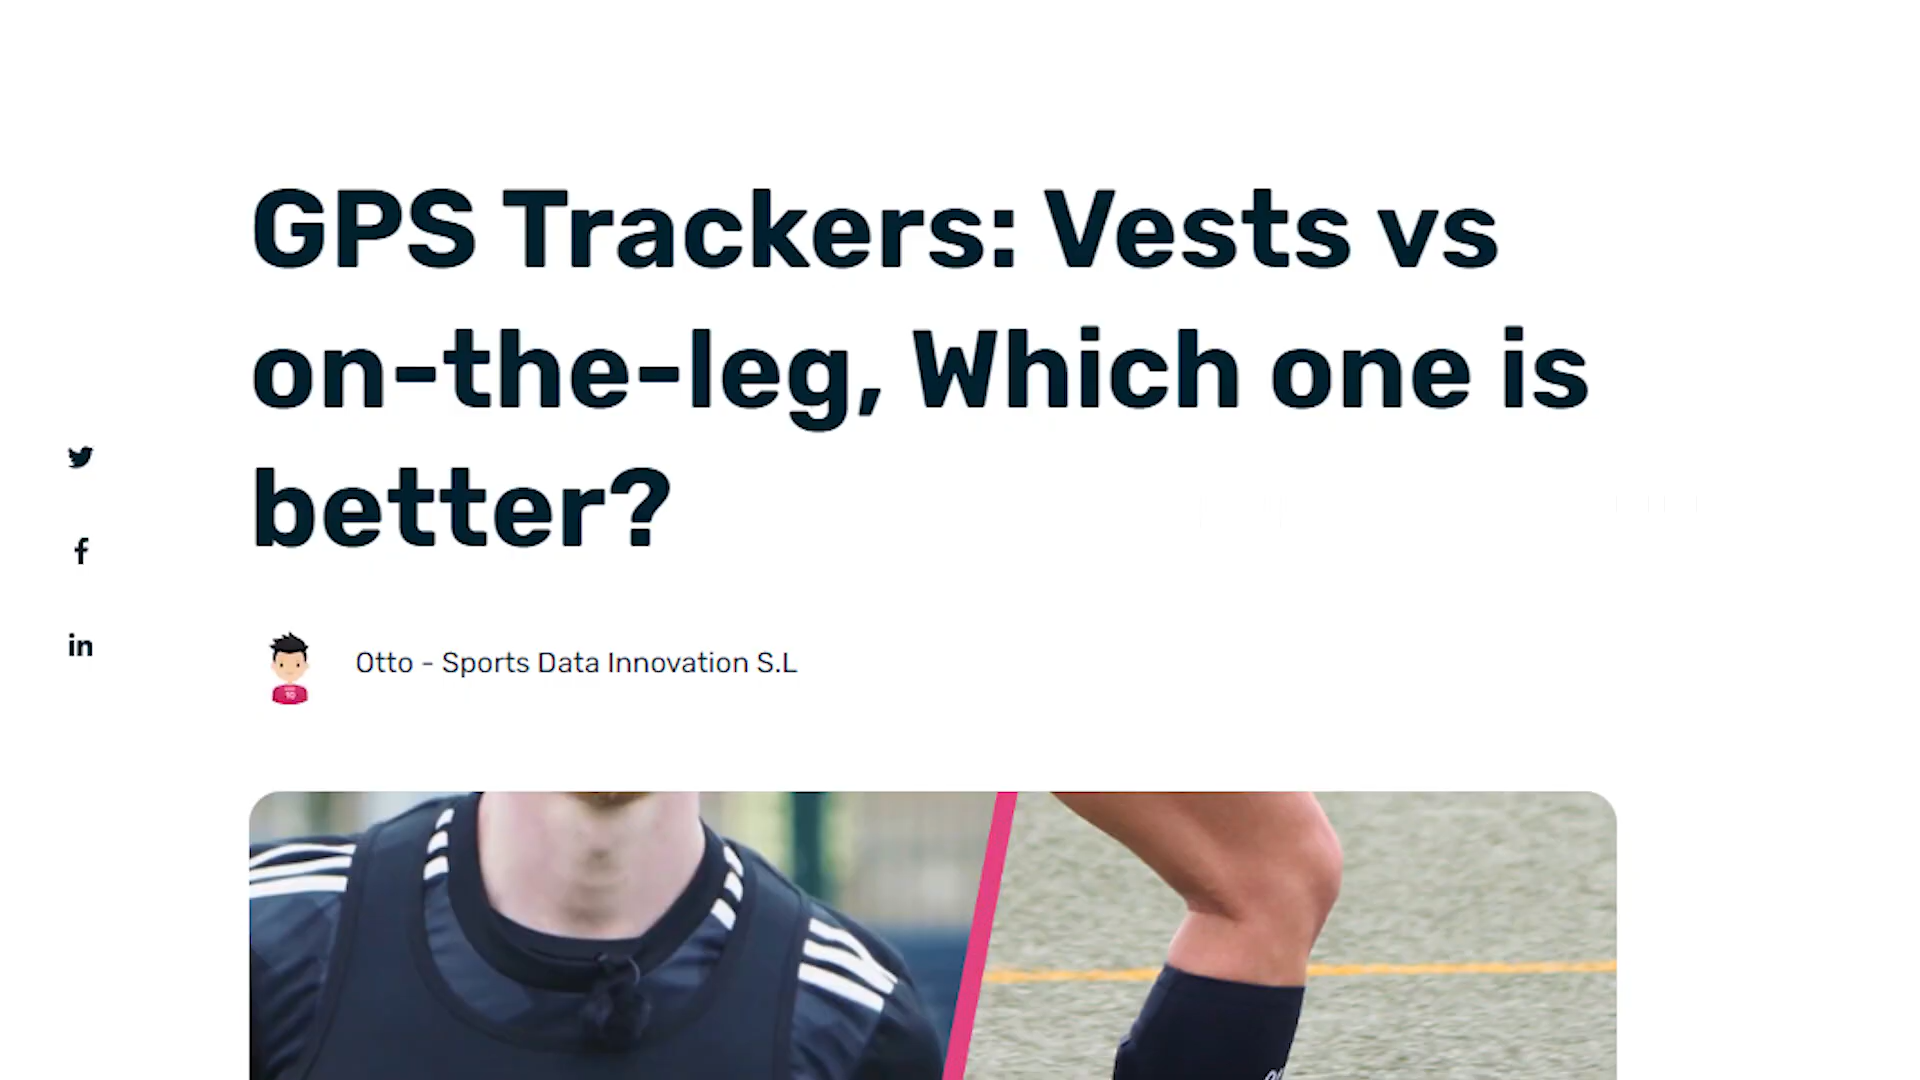 GPS Trackers: Vests vs
on-the-leg, Which one is
better?
Otto - Sports Data Innovation S.L